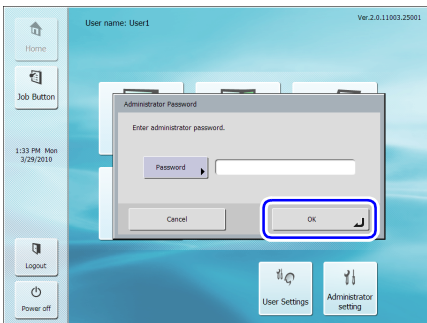 User name: User1
Ver.2.0.11003.25001
Home
Job Button
1:33 PM Mon
3/29/2010
Logout
Power off
Administrator Password
Enter administrator password.
Password
Cancel
OK
User Settings
Administrator
setting